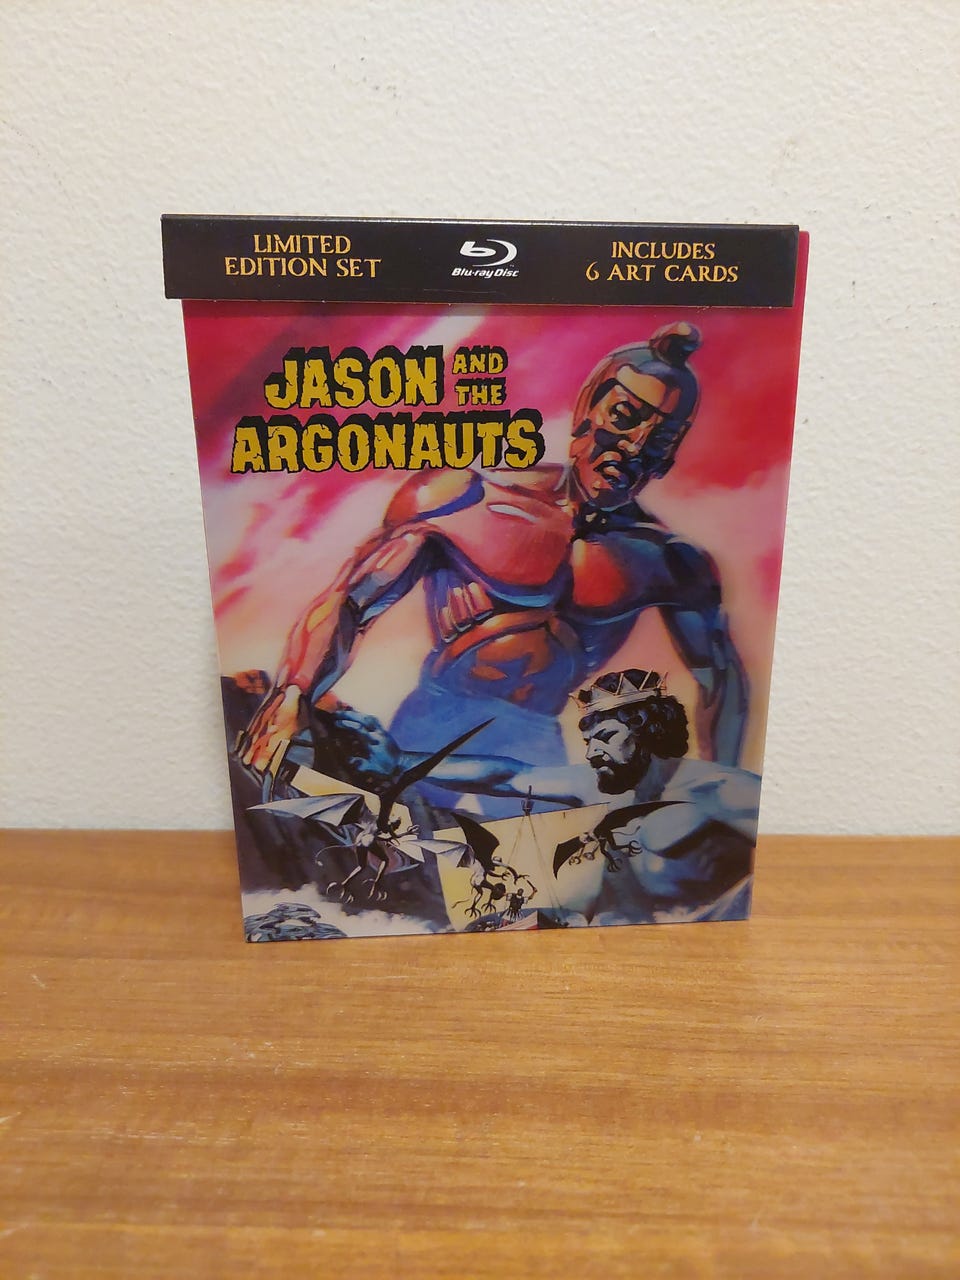 LIMITED
EDITION SET
Blu-ray Disc
INCLUDES
6 ART CARDS
JASON AND
THE
ARGONAUTS